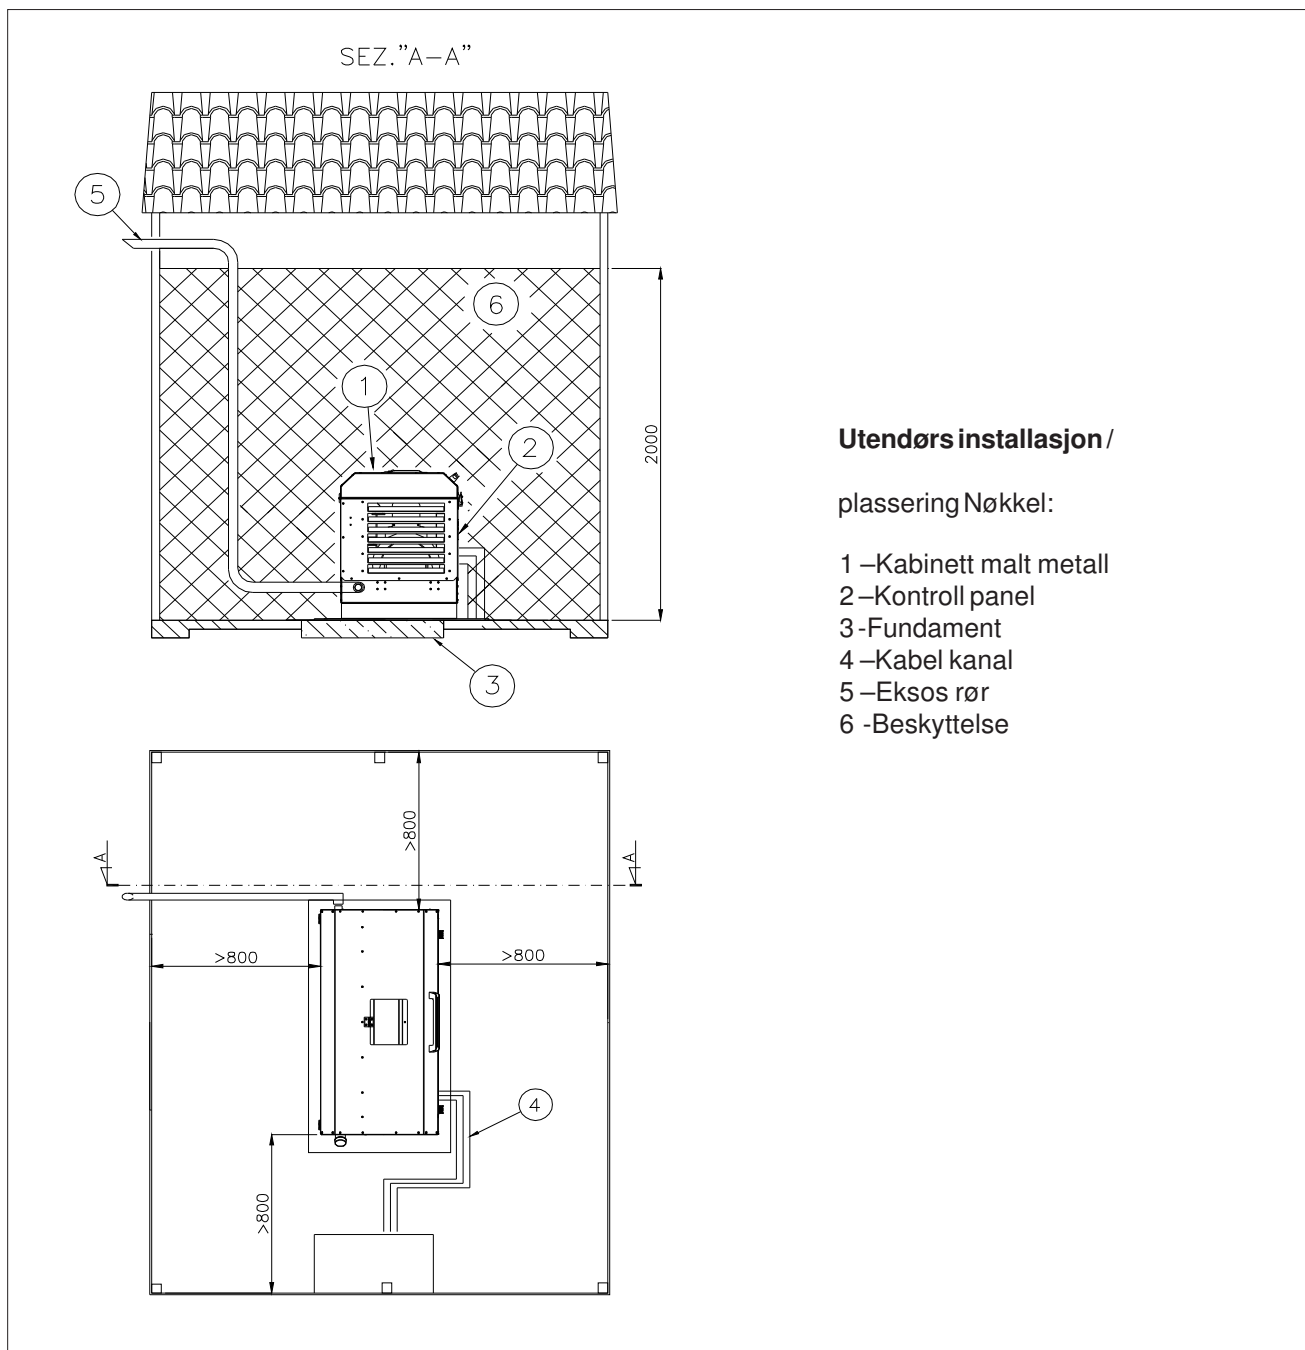 SEZ."A-A"
5
6
1
2
2000
3
Utendørs installasjon /
plassering Nøkkel:
1 –Kabinett malt metall
2 –Kontroll panel
3 -Fundament
4 –Kabel kanal
5 –Eksos rør
6 -Beskyttelse
>800
A
A
>800
>800
4
>800